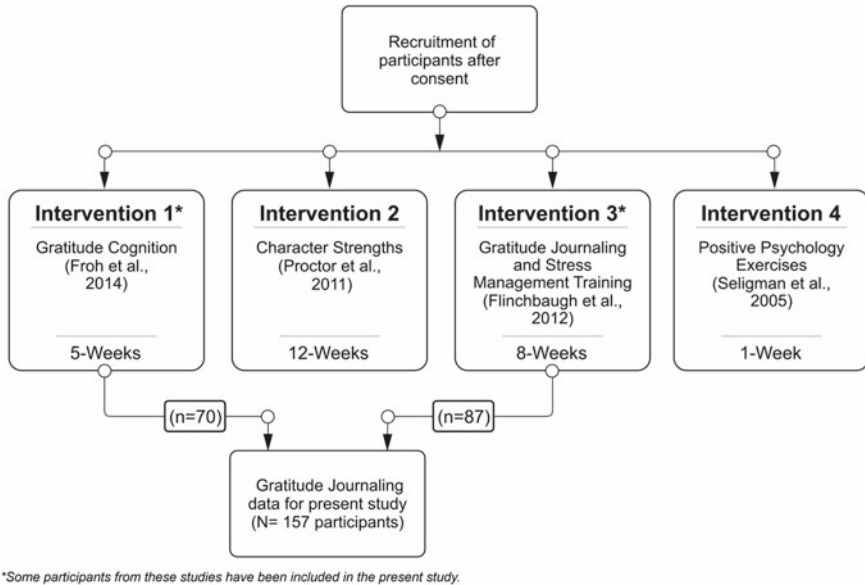 Recruitment of
participants after
consent
Intervention 1*
Gratitude Cognition
(Froh et al.,
2014)
5-Weeks
Intervention 2
Character Strengths
(Proctor et al.,
2011)
12-Weeks
Intervention 3*
Gratitude Journaling
and Stress
Management Training
(Flinchbaugh et al.,
2012)
8-Weeks
Intervention 4
Positive Psychology
Exercises
(Seligman et al.,
2005)
1-Week
(n=70)
(n=87)
Gratitude Journaling
data for present study
(N= 157 participants)
*Some participants from these studies have been included in the present study.